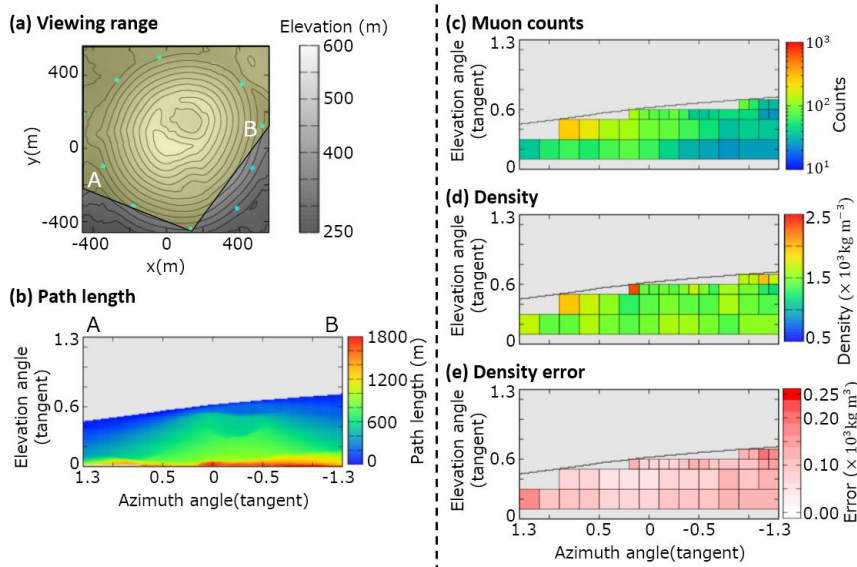 (a) Viewing range
Elevation (m)
600
500
400
250
400
0
-400
y(m)
A
B
-400
0
400
x(m)
(b) Path length
A
B
1.3
0.6
0
Elevation angle
(tangent)
1800
1200
600
0
Path length (m)
1.3
0.5
0
-0.5
-1.3
Azimuth angle(tangent)
(c) Muon counts
1.3
0.6
0
Elevation angle
(tangent)
10³
10²
10¹
Counts
(d) Density
1.3
0.6
0
Elevation angle
(tangent)
2.5
1.5
0.5
Density (× 10³kg m⁻³)
(e) Density error
1.3
0.6
0
Elevation angle
(tangent)
0.25
0.20
0.10
0.00
Error (× 10³kg m⁻³)
1.3
0.5
0
-0.5
-1.3
Azimuth angle(tangent)